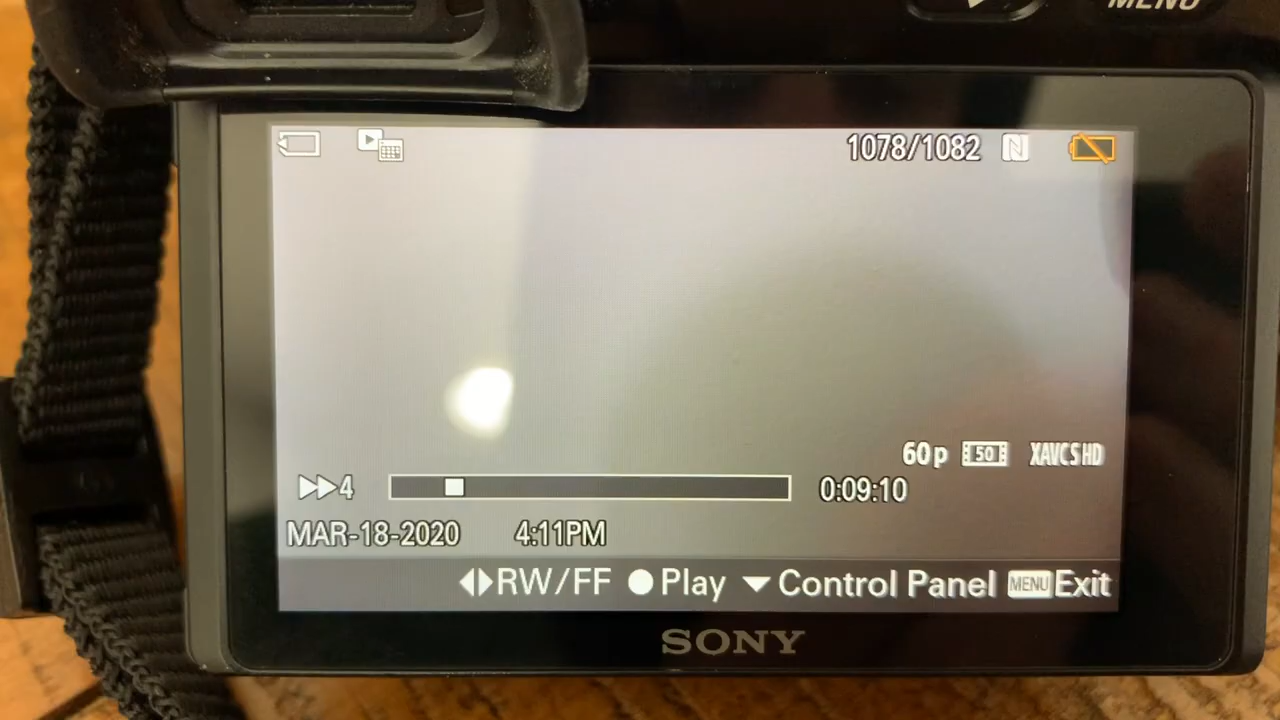 MENU
1078/1082 N
60p 50 XAVC S HD
4 0:09:10
MAR-18-2020 4:11PM
RW/FF Play Control Panel MENU Exit
SONY